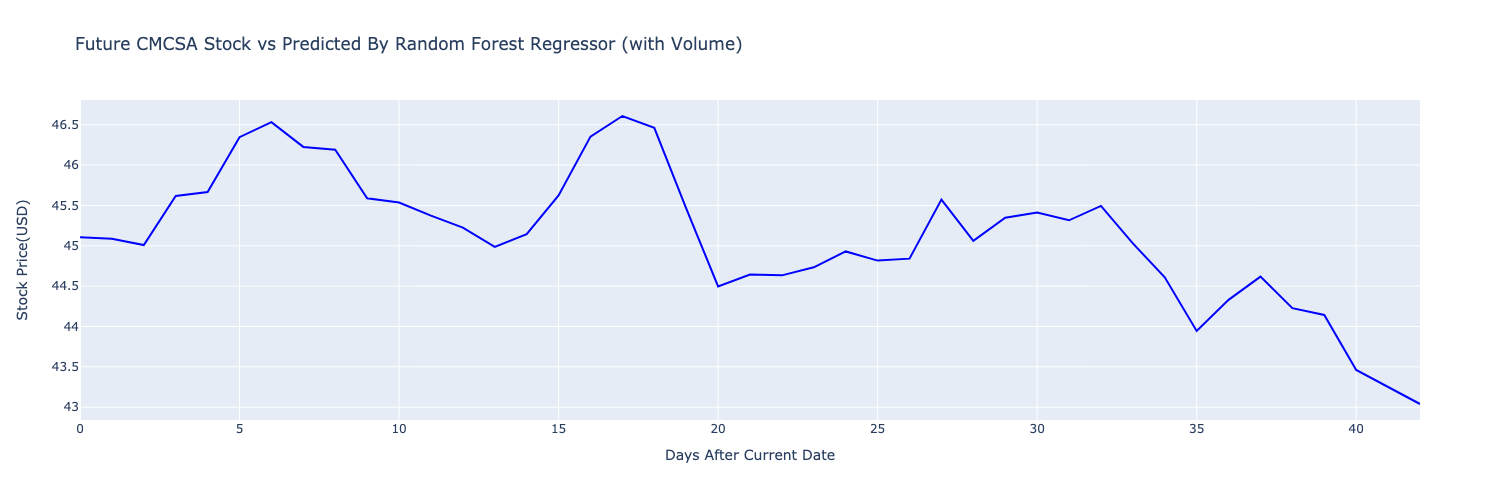 Future CMCSA Stock vs Predicted By Random Forest Regressor (with Volume)
46.5
46
45.5
45
44.5
44
43.5
43
Stock Price(USD)
0 5 10 15 20 25 30 35 40
Days After Current Date